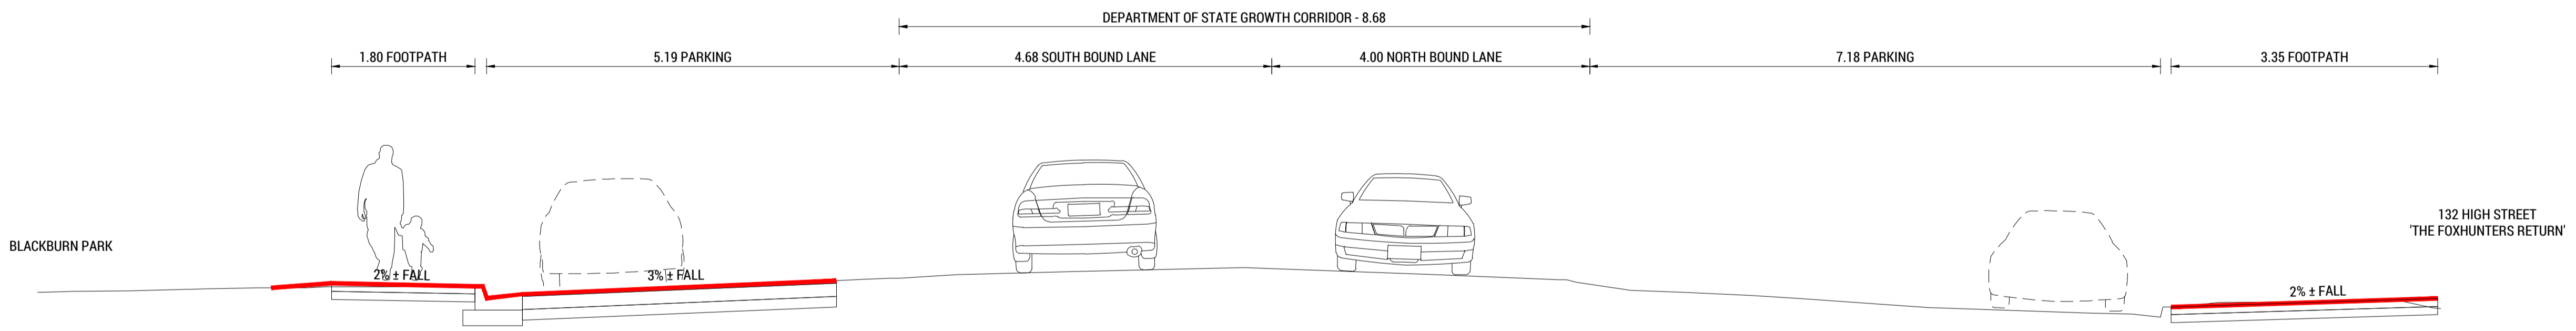 DEPARTMENT OF STATE GROWTH CORRIDOR - 8.68
1.80 FOOTPATH
5.19 PARKING
4.68 SOUTH BOUND LANE
4.00 NORTH BOUND LANE
7.18 PARKING
3.35 FOOTPATH
BLACKBURN PARK
132 HIGH STREET
'THE FOXHUNTERS RETURN'
2% ± FALL
3% ± FALL
2% ± FALL